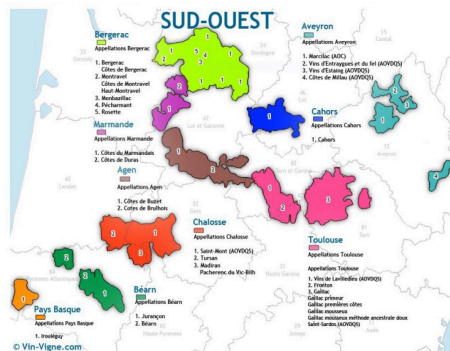 SUD-OUEST
Bergerac
Appellations Bergerac
1. Bergerac
Côtes de Bergerac
2. Montravel
Côtes de Montravel
Haut-Montravel
3. Monbazillac
4. Pécharmant
5. Rosette
Aveyron
Appellations Aveyron
1. Marcilac (AOC)
2. Vins d'Entraygues et du Fel (AOVDQS)
3. Vins d'Estaing (AOVDQS)
4. Côtes de Millau (AOVDQS)
Marmande
Appellations Marmande
1. Côtes du Marmandais
2. Côtes de Duras
Cahors
Appellations Cahors
1. Cahors
Agen
Appellations Agen
1. Côtes de Buzet
2. Cotes de Brulhois
Chalosse
Appellations Chalosse
1. Saint-Mont (AOVDQS)
2. Tursan
3. Madiran
Pacherenc du Vic-Bilh
Toulouse
Appellations Toulouse
Appellations Toulouse
1. Vins de Lavilledieu (AOVDQS)
2. Fronton
3. Gaillac
Gaillac primeur
Gaillac premières côtes
Gaillac mousseux
Gaillac mousseux méthode ancestrale doux
Saint-Sardos (AOVDQS)
Béarn
Appellations Béarn
1. Jurançon
2. Béarn
Pays Basque
Appellations Pays Basque
1. Irouléguy
© Vin-Vigne.com